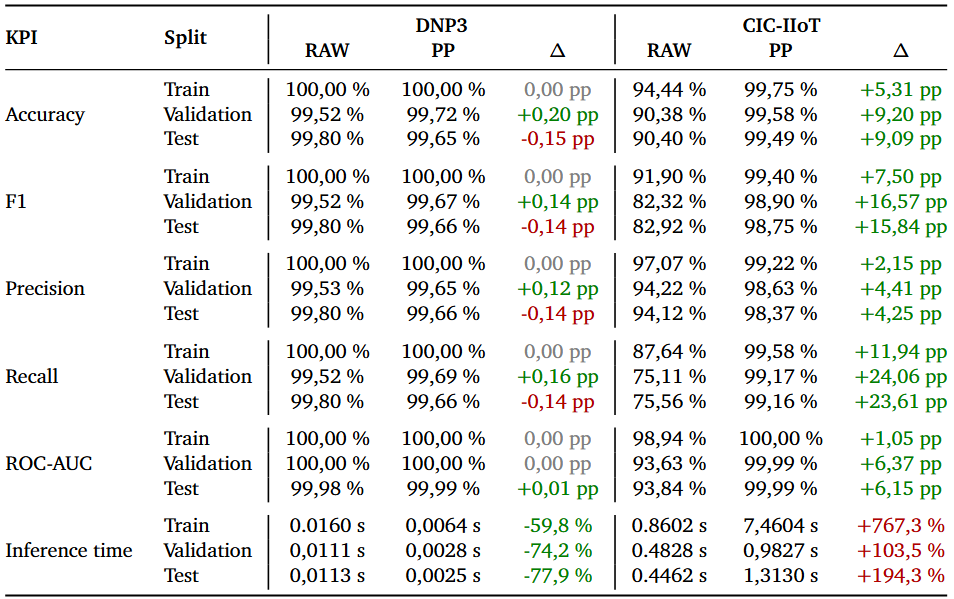 KPI Split DNP3 CIC-IIoT
RAW PP Δ RAW PP Δ
Train 100,00 % 100,00 % 0,00 pp 94,44 % 99,75 % +5,31 pp
Accuracy Validation 99,52 % 99,72 % +0,20 pp 90,38 % 99,58 % +9,20 pp
Test 99,80 % 99,65 % -0,15 pp 90,40 % 99,49 % +9,09 pp
Train 100,00 % 100,00 % 0,00 pp 91,90 % 99,40 % +7,50 pp
F1 Validation 99,52 % 99,67 % +0,14 pp 82,32 % 98,90 % +16,57 pp
Test 99,80 % 99,66 % -0,14 pp 82,92 % 98,75 % +15,84 pp
Train 100,00 % 100,00 % 0,00 pp 97,07 % 99,22 % +2,15 pp
Precision Validation 99,53 % 99,65 % +0,12 pp 94,22 % 98,63 % +4,41 pp
Test 99,80 % 99,66 % -0,14 pp 94,12 % 98,37 % +4,25 pp
Train 100,00 % 100,00 % 0,00 pp 87,64 % 99,58 % +11,94 pp
Recall Validation 99,52 % 99,69 % +0,16 pp 75,11 % 99,17 % +24,06 pp
Test 99,80 % 99,66 % -0,14 pp 75,56 % 99,16 % +23,61 pp
Train 100,00 % 100,00 % 0,00 pp 98,94 % 100,00 % +1,05 pp
ROC-AUC Validation 100,00 % 100,00 % 0,00 pp 93,63 % 99,99 % +6,37 pp
Test 99,98 % 99,99 % +0,01 pp 93,84 % 99,99 % +6,15 pp
Train 0.0160 s 0,0064 s -59,8 % 0.8602 s 7,4604 s +767,3 %
Inference time Validation 0,0111 s 0,0028 s -74,2 % 0.4828 s 0,9827 s +103,5 %
Test 0,0113 s 0,0025 s -77,9 % 0.4462 s 1,3130 s +194,3 %